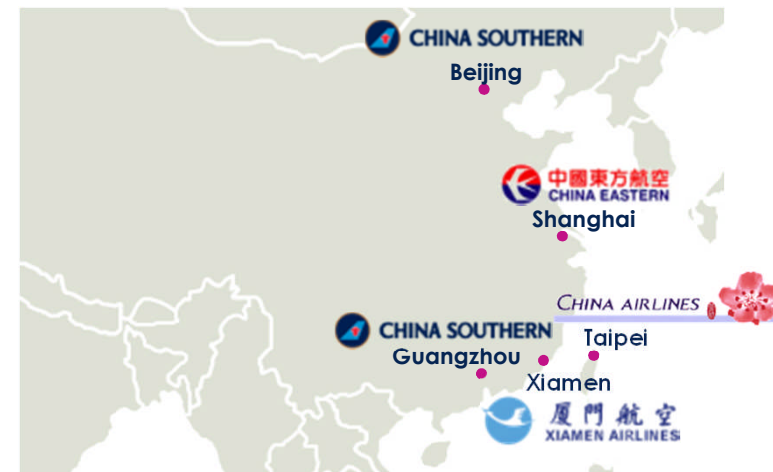 CHINA SOUTHERN
Beijing
中國東方航空
CHINA EASTERN
Shanghai
CHINA AIRLINES
CHINA SOUTHERN
Taipei
Guangzhou
Xiamen
厦門航空
XIAMEN AIRLINES